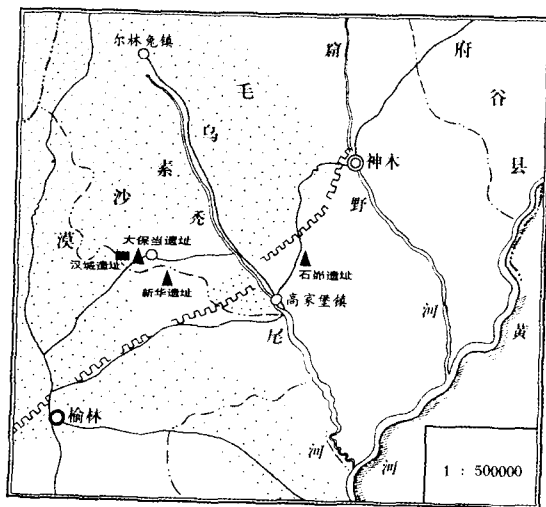 尔林兔镇
毛
乌
素
沙
漠
秃
尾
河
窟
野
河
府
谷
县
神木
大保当遗址
汉城遗址
新华遗址
石峁遗址
高家堡镇
榆林
黄
河
1 : 500000